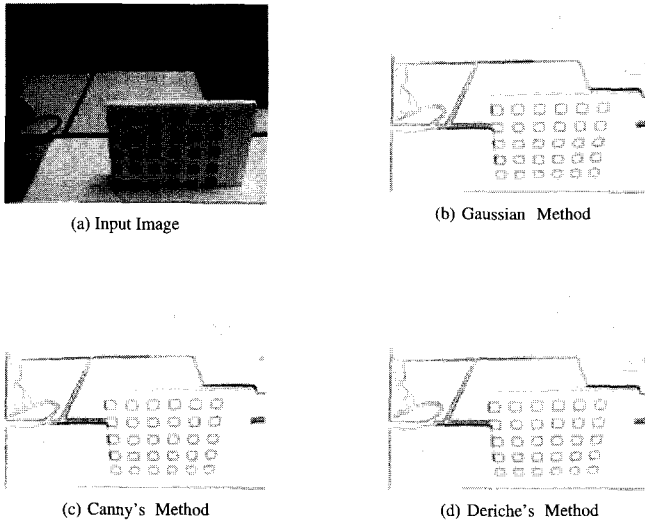 (a) Input Image
(b) Gaussian Method
(c) Canny's Method
(d) Deriche's Method